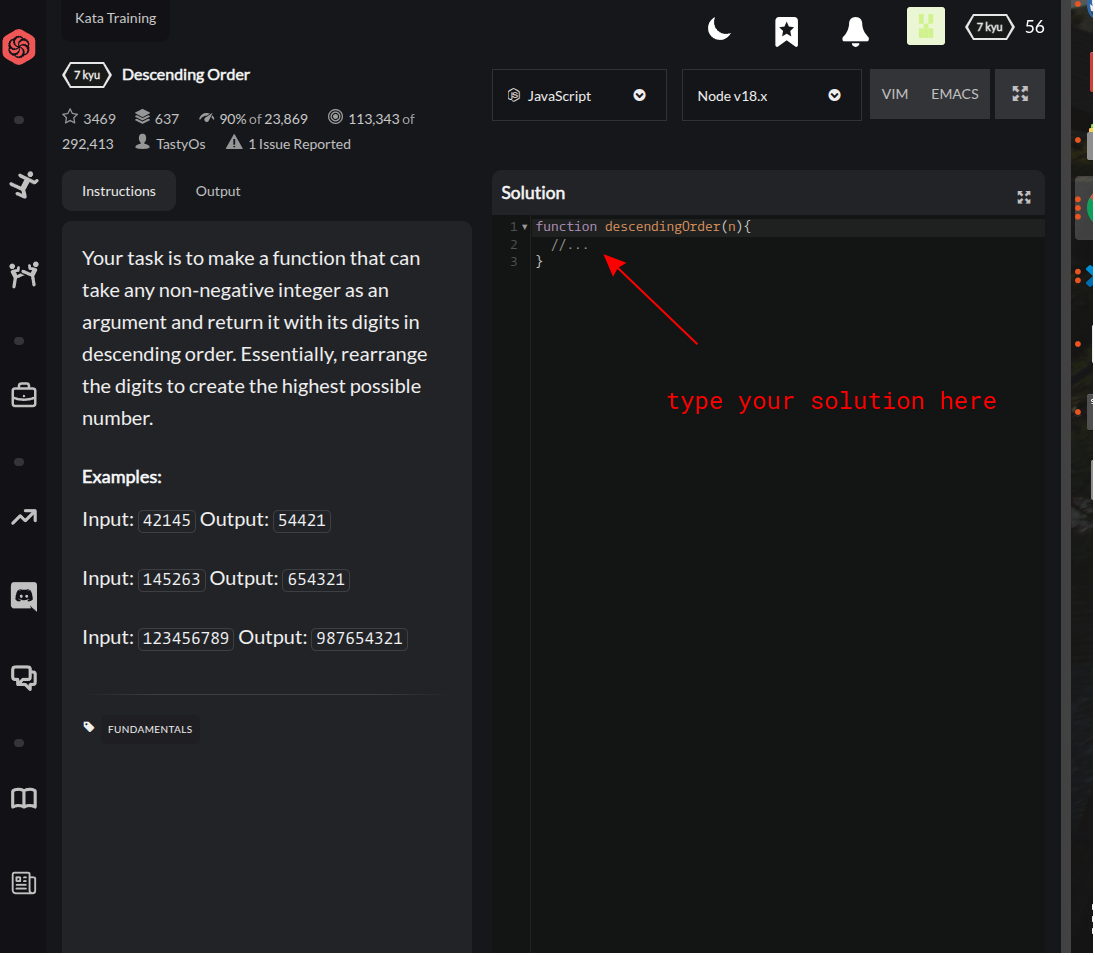 Kata Training
7 kyu 56
7 kyu Descending Order
3469 637 90% of 23,869 113,343 of
292,413 TastyOs 1 Issue Reported
JavaScript
Node v18.x
VIM EMACS
Instructions Output
Your task is to make a function that can
take any non-negative integer as an
argument and return it with its digits in
descending order. Essentially, rearrange
the digits to create the highest possible
number.
Examples:
Input: 42145 Output: 54421
Input: 145263 Output: 654321
Input: 123456789 Output: 987654321
FUNDAMENTALS
Solution
1 function descendingOrder(n){
2 //...
3 }
type your solution here